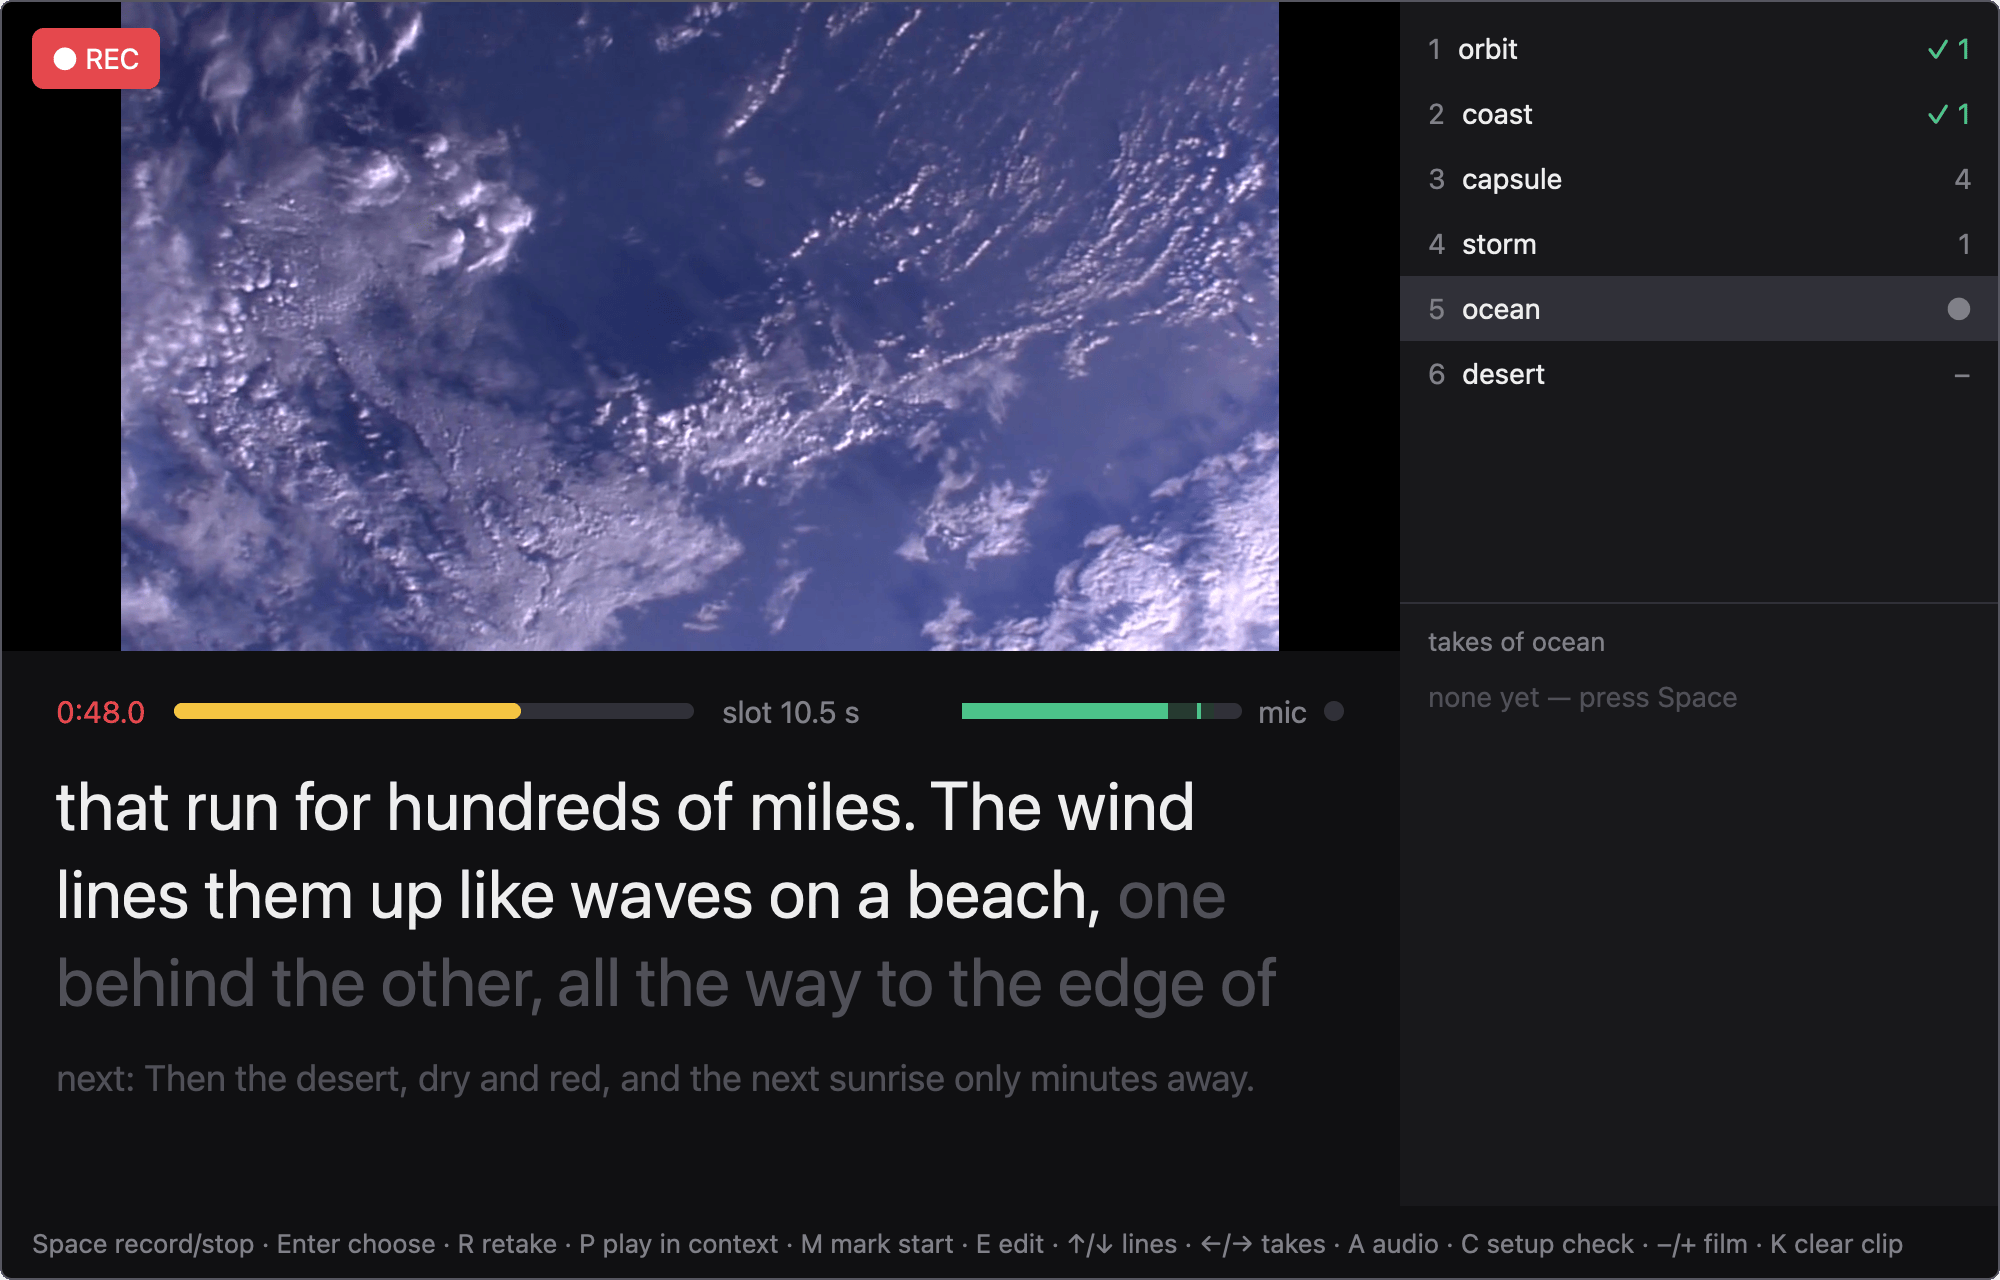 REC
1 orbit ✓ 1
2 coast ✓ 1
3 capsule 4
4 storm 1
5 ocean
6 desert –
takes of ocean
none yet — press Space
0:48.0 slot 10.5 s mic
that run for hundreds of miles. The wind
lines them up like waves on a beach, one
behind the other, all the way to the edge of
next: Then the desert, dry and red, and the next sunrise only minutes away.
Space record/stop · Enter choose · R retake · P play in context · M mark start · E edit · ↑/↓ lines · ←/→ takes · A audio · C setup check · −/+ film · K clear clip